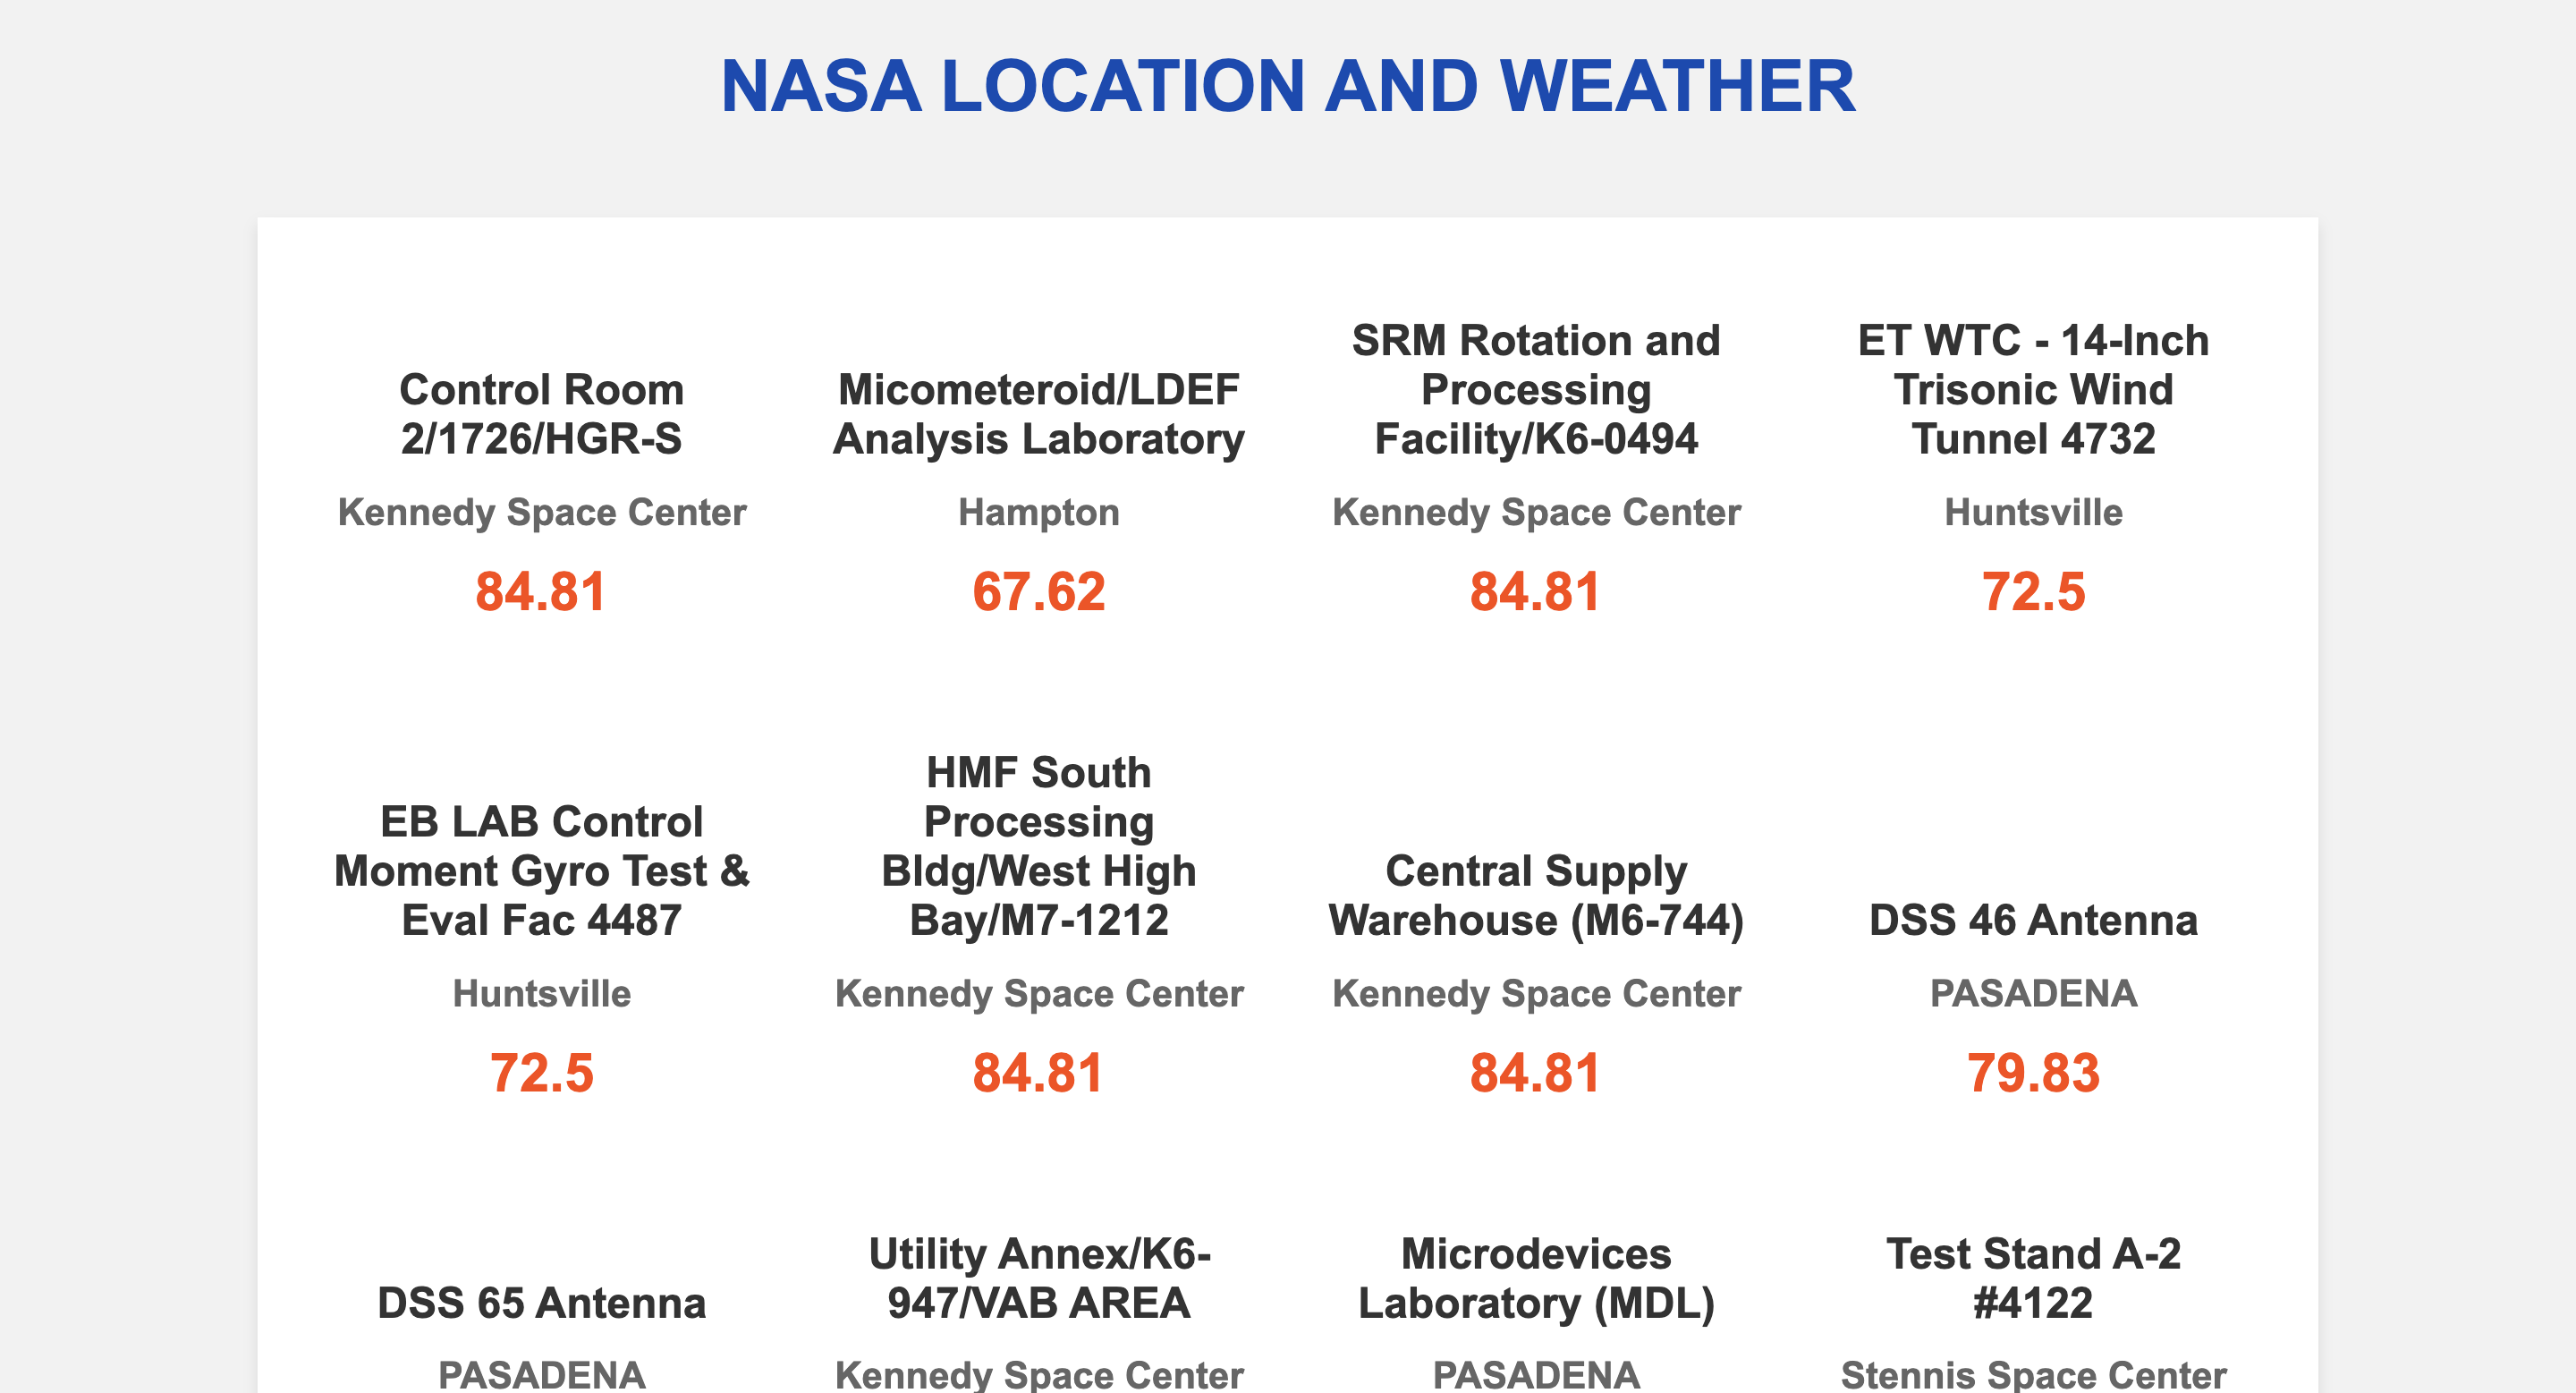 NASA LOCATION AND WEATHER
Control Room
2/1726/HGR-S
Kennedy Space Center
84.81
Micometeroid/LDEF
Analysis Laboratory
Hampton
67.62
SRM Rotation and
Processing
Facility/K6-0494
Kennedy Space Center
84.81
ET WTC - 14-Inch
Trisonic Wind
Tunnel 4732
Huntsville
72.5
EB LAB Control
Moment Gyro Test &
Eval Fac 4487
Huntsville
72.5
HMF South
Processing
Bldg/West High
Bay/M7-1212
Kennedy Space Center
84.81
Central Supply
Warehouse (M6-744)
Kennedy Space Center
84.81
DSS 46 Antenna
PASADENA
79.83
DSS 65 Antenna
PASADENA
Utility Annex/K6-
947/VAB AREA
Kennedy Space Center
Microdevices
Laboratory (MDL)
PASADENA
Test Stand A-2
#4122
Stennis Space Center